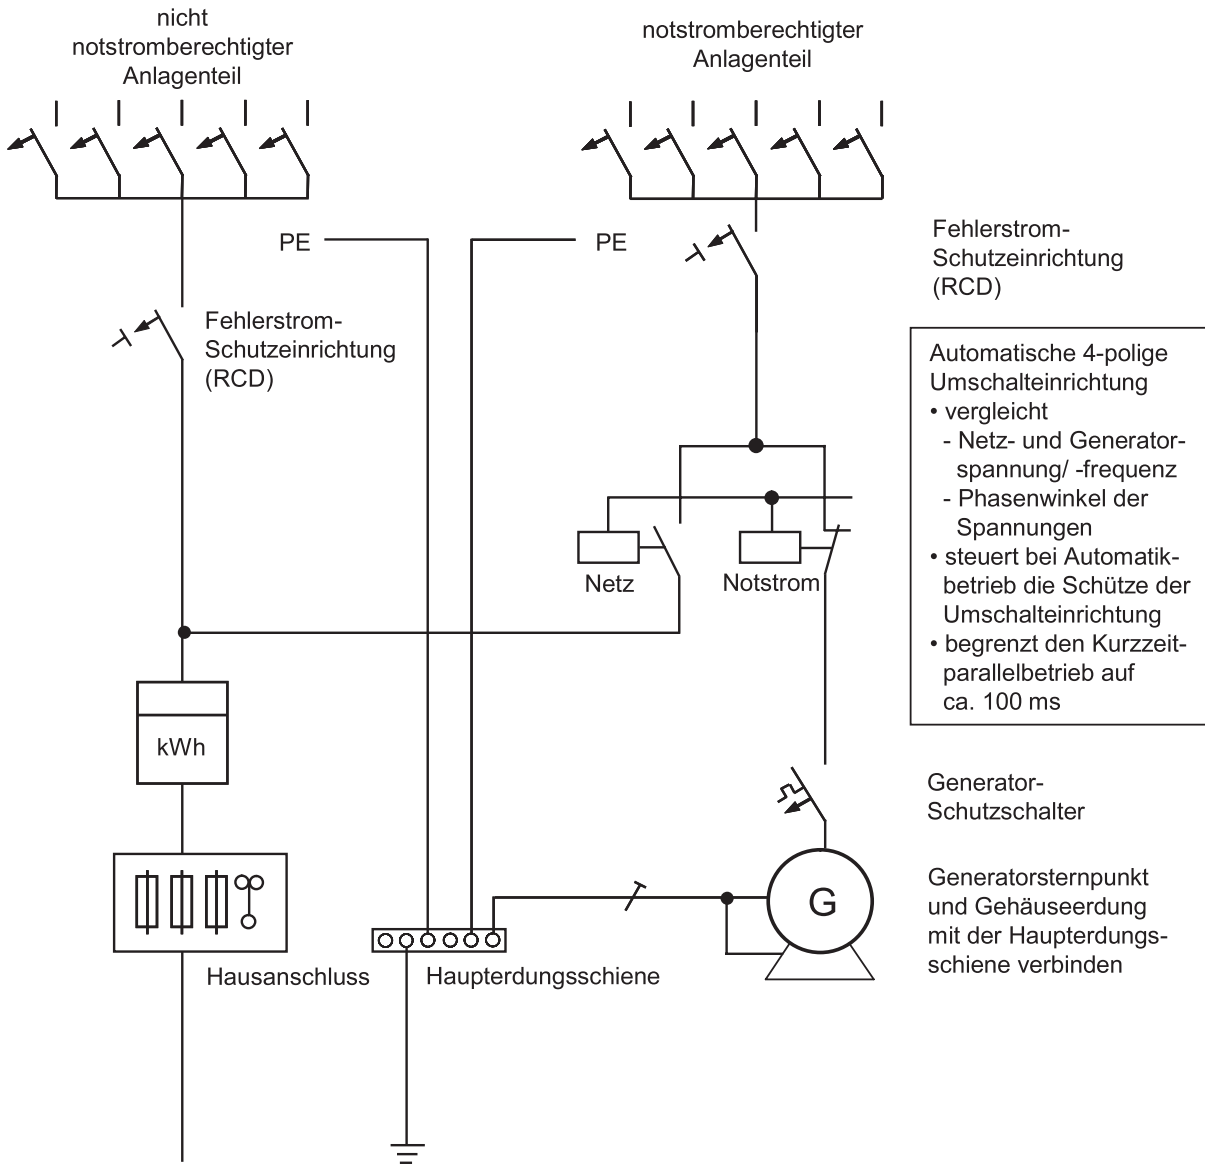 nicht
notstromberechtigter
Anlagenteil
notstromberechtigter
Anlagenteil
PE
PE
Fehlerstrom-
Schutzeinrichtung
(RCD)
Fehlerstrom-
Schutzeinrichtung
(RCD)
Automatische 4-polige
Umschalteinrichtung
• vergleicht
- Netz- und Generator-
spannung/ -frequenz
- Phasenwinkel der
Spannungen
• steuert bei Automatik-
betrieb die Schütze der
Umschalteinrichtung
• begrenzt den Kurzzeit-
parallelbetrieb auf
ca. 100 ms
Netz
Notstrom
kWh
Generator-
Schutzschalter
G
Generatorsternpunkt
und Gehäuseerdung
mit der Haupterdungs-
schiene verbinden
Hausanschluss
Haupterdungsschiene